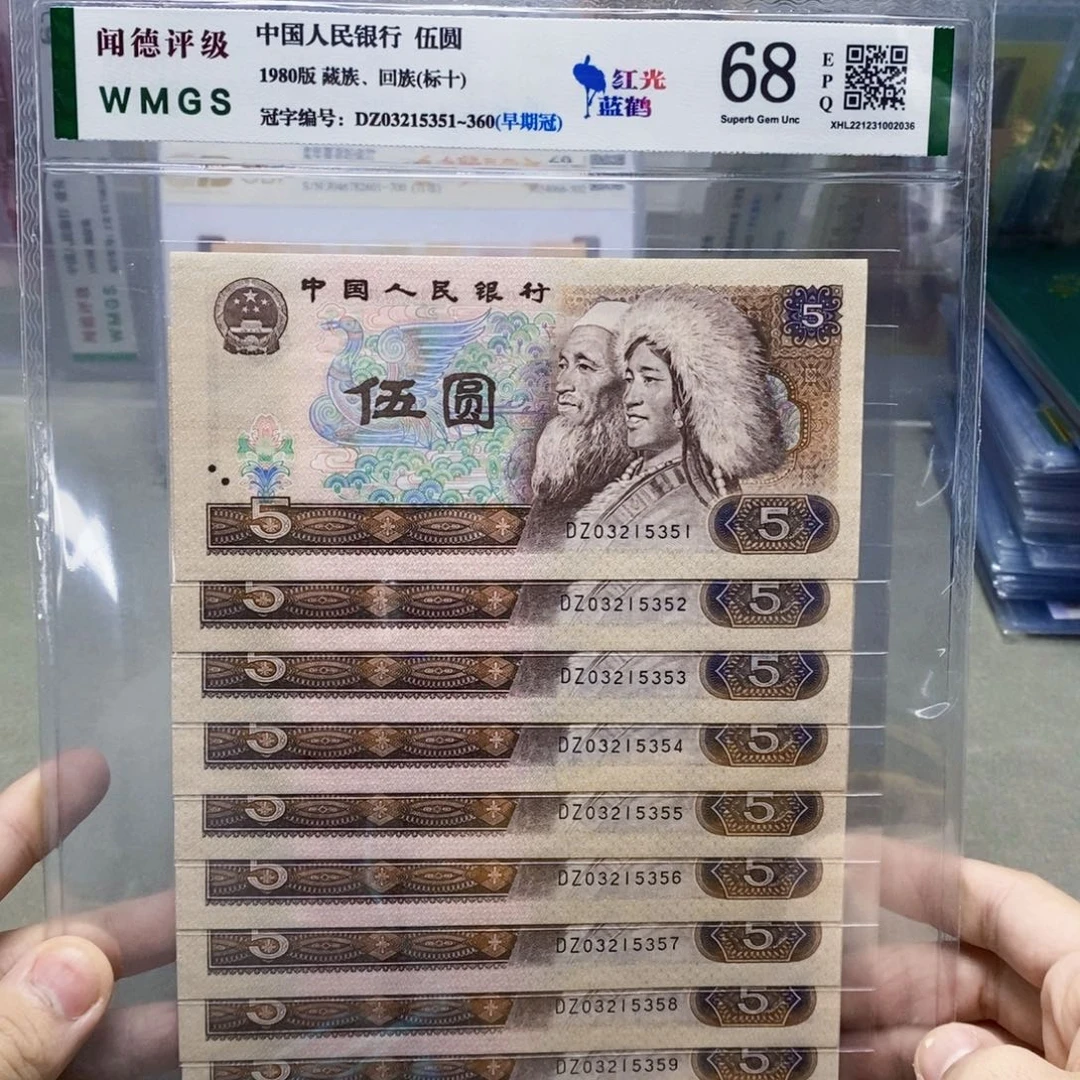 闻德评级
WMGS
中国人民银行 伍圆
1980版 藏族、回族(标十)
冠字编号：DZ03215351~360(早期冠)
红光
蓝鹤
68
EPQ
Superb Gem Unc
XHL221231002036
中国人民银行
5
伍圆
5
DZ03215351
5
5
DZ03215352
5
5
DZ03215353
5
5
DZ03215354
5
5
DZ03215355
5
5
DZ03215356
5
5
DZ03215357
5
5
DZ03215358
5
5
DZ03215359
5
WMGS